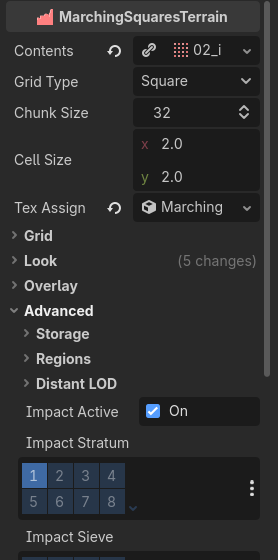 MarchingSquaresTerrain
Contents 02_i
Grid Type Square
Chunk Size 32
Cell Size
x 2.0
y 2.0
Tex Assign Marching
Grid
Look (5 changes)
Overlay
Advanced
Storage
Regions
Distant LOD
Impact Active On
Impact Stratum
1 2 3 4
5 6 7 8
Impact Sieve